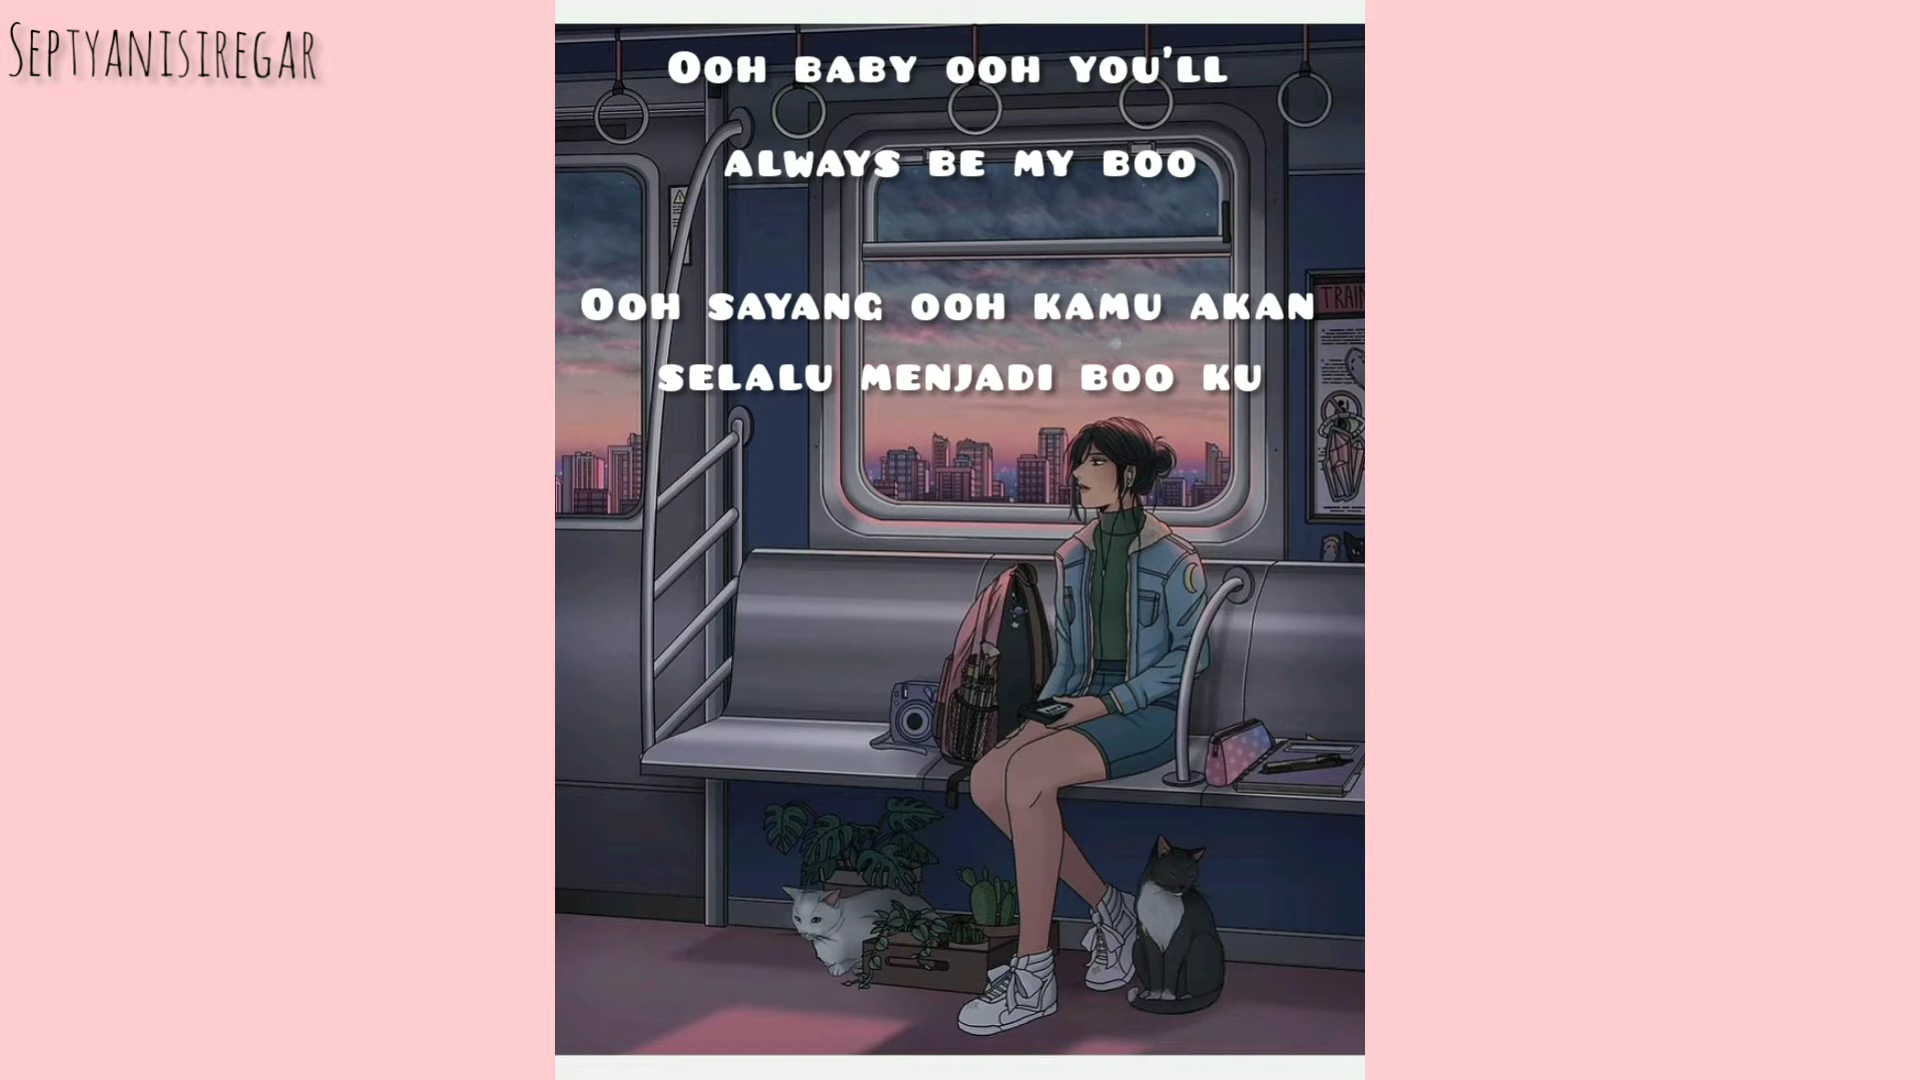 SEPTYANISIREGAR
Ooh baby ooh you'll
always be my boo
Ooh sayang ooh kamu akan
selalu menjadi boo ku
TRAIN